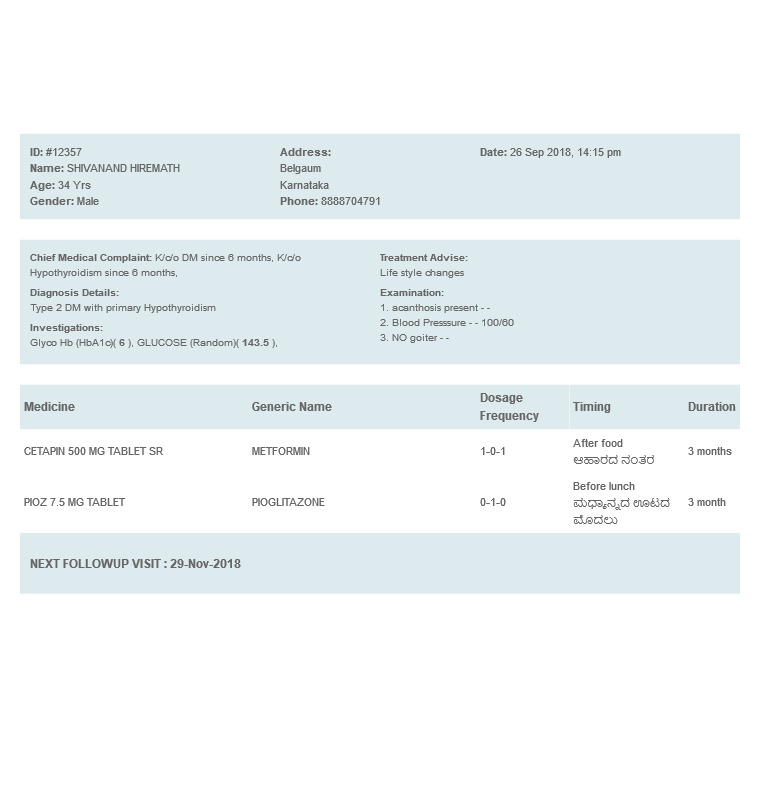 ID: #12357
Name: SHIVANAND HIREMATH
Age: 34 Yrs
Gender: Male
Address:
Belgaum
Karnataka
Phone: 8888704791
Date: 26 Sep 2018, 14:15 pm
Chief Medical Complaint: K/c/o DM since 6 months, K/c/o
Hypothyroidism since 6 months,
Diagnosis Details:
Type 2 DM with primary Hypothyroidism
Investigations:
Glyco Hb (HbA1c)( 6 ), GLUCOSE (Random)( 143.5 ),
Treatment Advise:
Life style changes
Examination:
1. acanthosis present - -
2. Blood Presssure - - 100/60
3. NO goiter - -
Medicine Generic Name Dosage Frequency Timing Duration
CETAPIN 500 MG TABLET SR METFORMIN 1-0-1 After food 3 months
ಆಹಾರದ ನಂತರ
PIOZ 7.5 MG TABLET PIOGLITAZONE 0-1-0 Before lunch 3 month
ಮಧ್ಯಾನ್ನದ ಊಟದ
ಮೊದಲು
NEXT FOLLOWUP VISIT : 29-Nov-2018